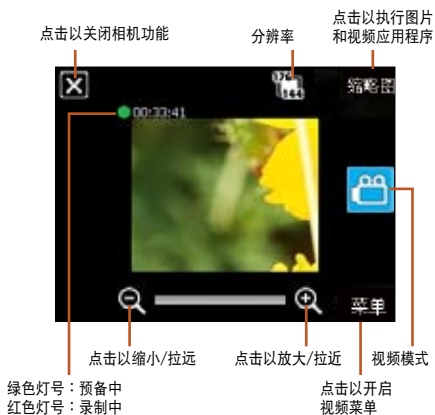 点击以执行图片
和视频应用程序
点击以关闭相机功能
分辨率
缩略图
144
00:33:41
菜单
点击以缩小/拉远
点击以放大/拉近
视频模式
绿色灯号：预备中
红色灯号：录制中
点击以开启
视频菜单